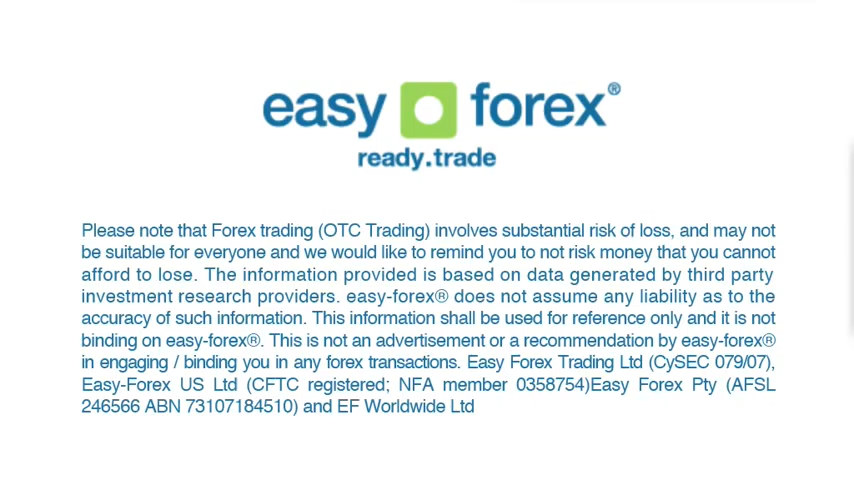 easy forex®
ready.trade
Please note that Forex trading (OTC Trading) involves substantial risk of loss, and may not
be suitable for everyone and we would like to remind you to not risk money that you cannot
afford to lose. The information provided is based on data generated by third party
investment research providers. easy-forex® does not assume any liability as to the
accuracy of such information. This information shall be used for reference only and it is not
binding on easy-forex®. This is not an advertisement or a recommendation by easy-forex®
in engaging / binding you in any forex transactions. Easy Forex Trading Ltd (CySEC 079/07),
Easy-Forex US Ltd (CFTC registered; NFA member 0358754)Easy Forex Pty (AFSL
246566 ABN 73107184510) and EF Worldwide Ltd